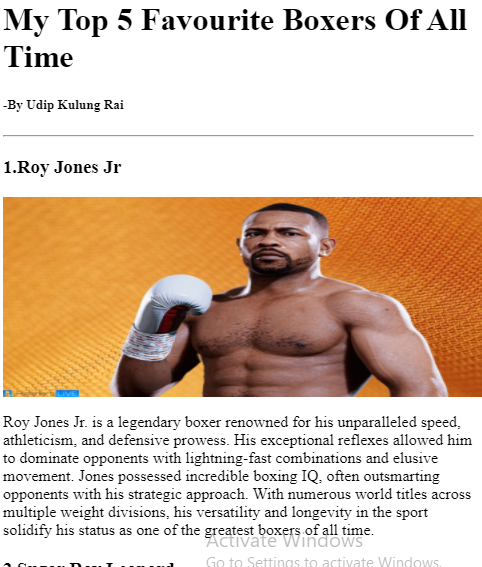 My Top 5 Favourite Boxers Of All
Time
-By Udip Kulung Rai
1.Roy Jones Jr
LIVE
Roy Jones Jr. is a legendary boxer renowned for his unparalleled speed,
athleticism, and defensive prowess. His exceptional reflexes allowed him
to dominate opponents with lightning-fast combinations and elusive
movement. Jones possessed incredible boxing IQ, often outsmarting
opponents with his strategic approach. With numerous world titles across
multiple weight divisions, his versatility and longevity in the sport
solidify his status as one of the greatest boxers of all time.
Activate Windows
Go to Settings to activate Windows.
2.Sugar Ray Leonard